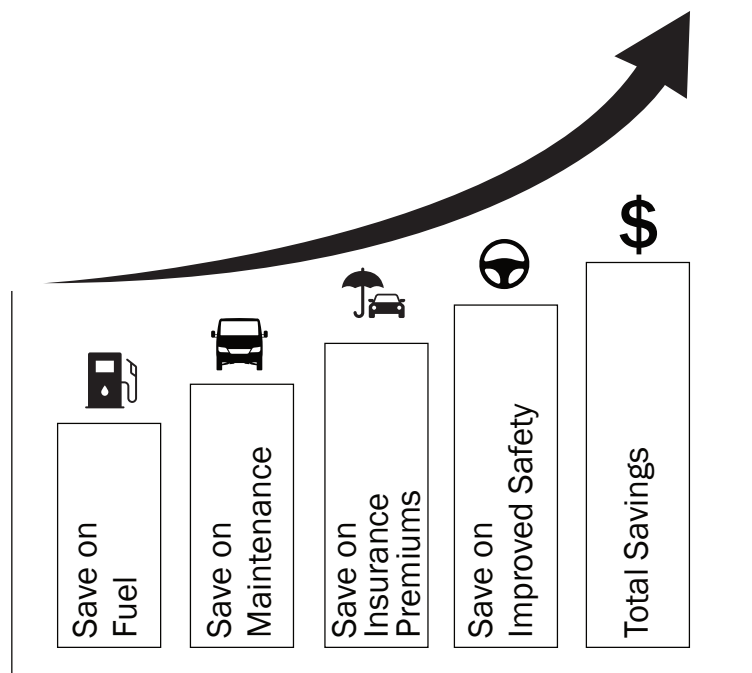 $
Save on
Fuel
Save on
Maintenance
Save on
Insurance
Premiums
Save on
Improved Safety
Total Savings